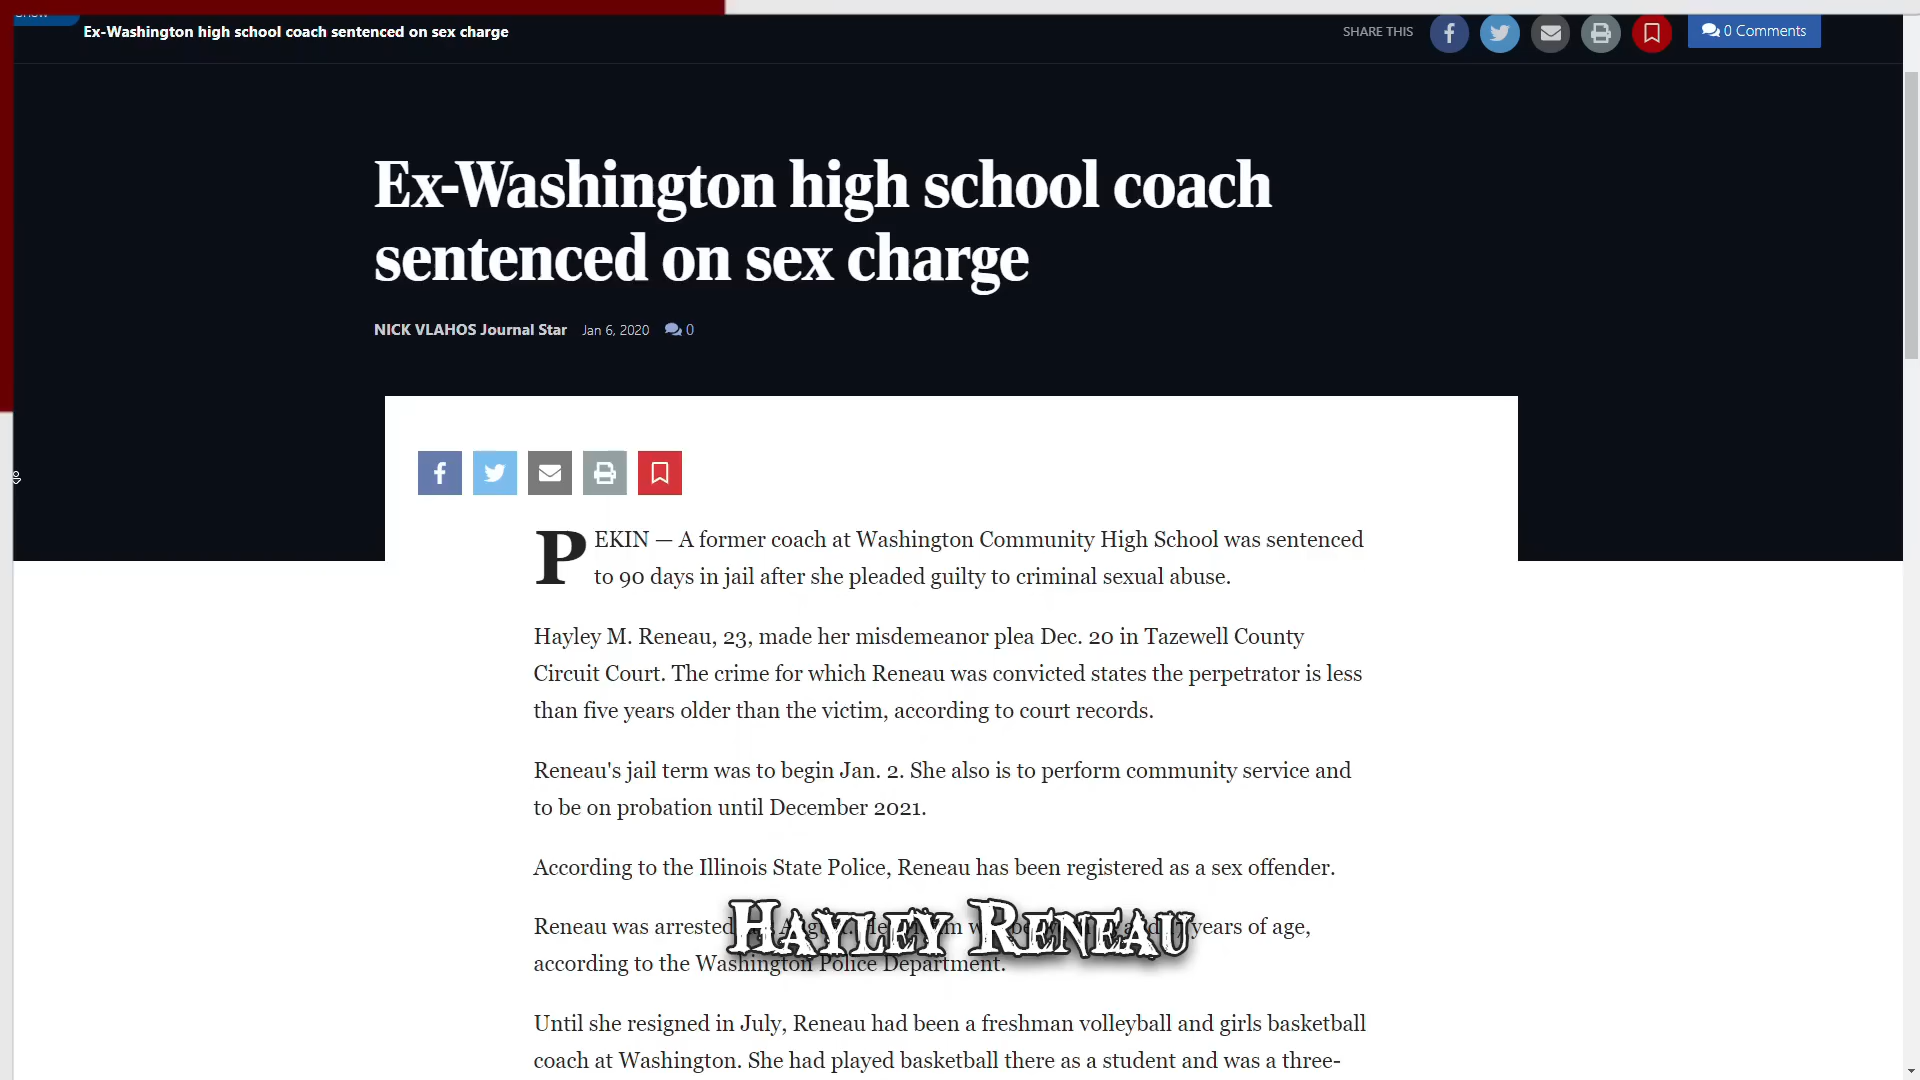 Ex-Washington high school coach sentenced on sex charge
SHARE THIS
0 Comments
Ex-Washington high school coach
sentenced on sex charge
NICK VLAHOS Journal Star Jan 6, 2020 0
PEKIN — A former coach at Washington Community High School was sentenced
to 90 days in jail after she pleaded guilty to criminal sexual abuse.
Hayley M. Reneau, 23, made her misdemeanor plea Dec. 20 in Tazewell County
Circuit Court. The crime for which Reneau was convicted states the perpetrator is less
than five years older than the victim, according to court records.
Reneau's jail term was to begin Jan. 2. She also is to perform community service and
to be on probation until December 2021.
According to the Illinois State Police, Reneau has been registered as a sex offender.
Reneau was arrested years of age,
Hayley Reneau
according to the Washington Police Department.
Until she resigned in July, Reneau had been a freshman volleyball and girls basketball
coach at Washington. She had played basketball there as a student and was a three-